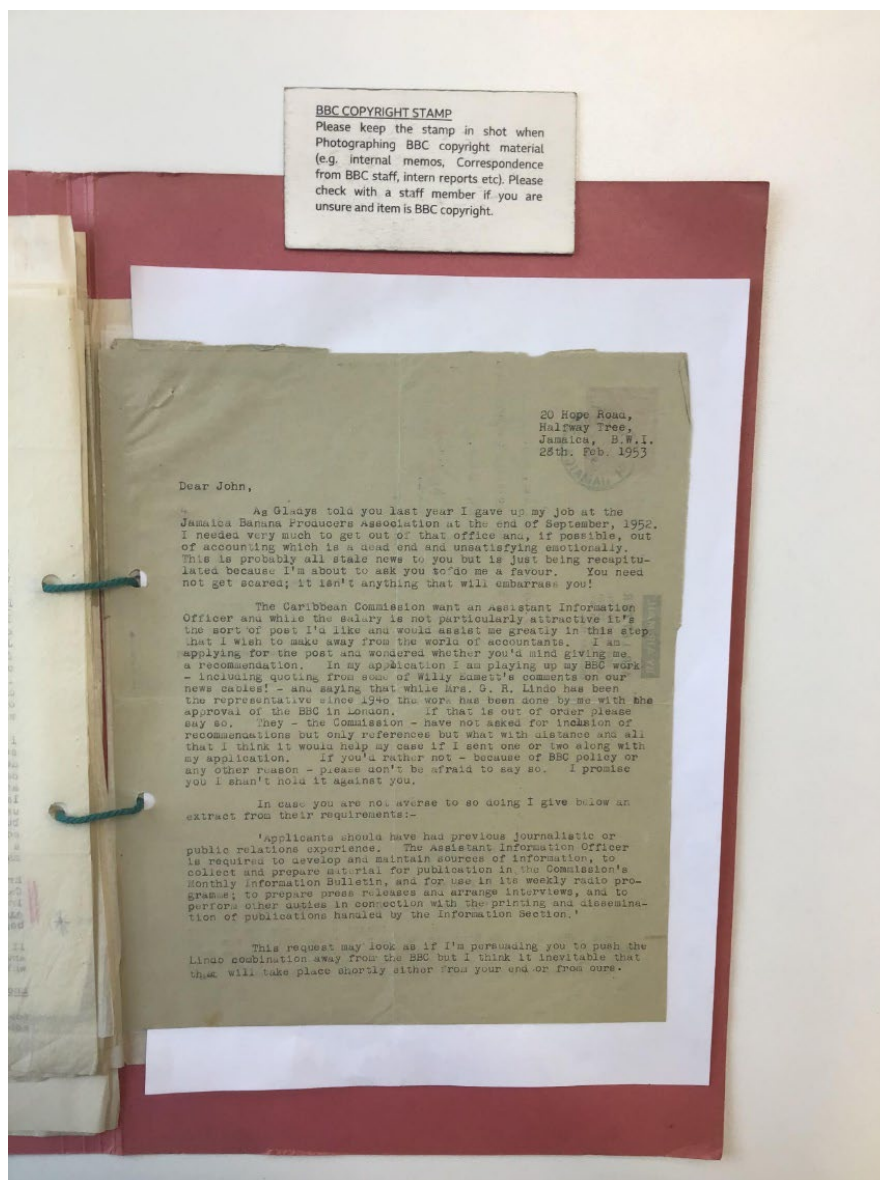 BBC COPYRIGHT STAMP
Please keep the stamp in shot when
Photographing BBC copyright material
(e.g. internal memos, Correspondence
from BBC staff, intern reports etc). Please
check with a staff member if you are
unsure and item is BBC copyright.
20 Hope Road,
Halfway Tree,
Jamaica, B.W.I.
28th. Feb. 1953
Dear John,
As Gladys told you last year I gave up my job at the
Jamaica Banana Producers Association at the end of September, 1952.
I needed very much to get out of that office and, if possible, out
of accounting which is a dead end and unsatisfying emotionally.
This is probably all stale news to you but is just being recapitu-
lated because I'm about to ask you to do me a favour. You need
not get scared; it isn't anything that will embarrass you!
The Caribbean Commission want an Assistant Information
Officer and while the salary is not particularly attractive it's
the sort of post I'd like and would assist me greatly in this step
that I wish to make away from the world of accountants. I am
applying for the post and wondered whether you'd mind giving me
a recommendation. In my application I am playing up my BBC work
- including quoting from some of Willy Edmett's comments on our
news cables! - and saying that while Mrs. G. R. Lindo has been
the representative since 1946 the work has been done by me with the
approval of the BBC in London. If that is out of order please
say so. They - the Commission - have not asked for inclusion of
recommendations but only references but what with distance and all
that I think it would help my case if I sent one or two along with
my application. If you'd rather not - because of BBC policy or
any other reason - please don't be afraid to say so. I promise
you I shan't hold it against you.
In case you are not averse to so doing I give below an
extract from their requirements:-
'Applicants should have had previous journalistic or
public relations experience. The Assistant Information Officer
is required to develop and maintain sources of information, to
collect and prepare material for publication in the Commission's
Monthly Information Bulletin, and for use in its weekly radio pro-
gramme; to prepare press releases and arrange interviews, and to
perform other duties in connection with the printing and dissemina-
tion of publications handled by the Information Section.'
This request may look as if I'm persuading you to push the
Lindo combination away from the BBC but I think it inevitable that
that will take place shortly either from your end or from ours.